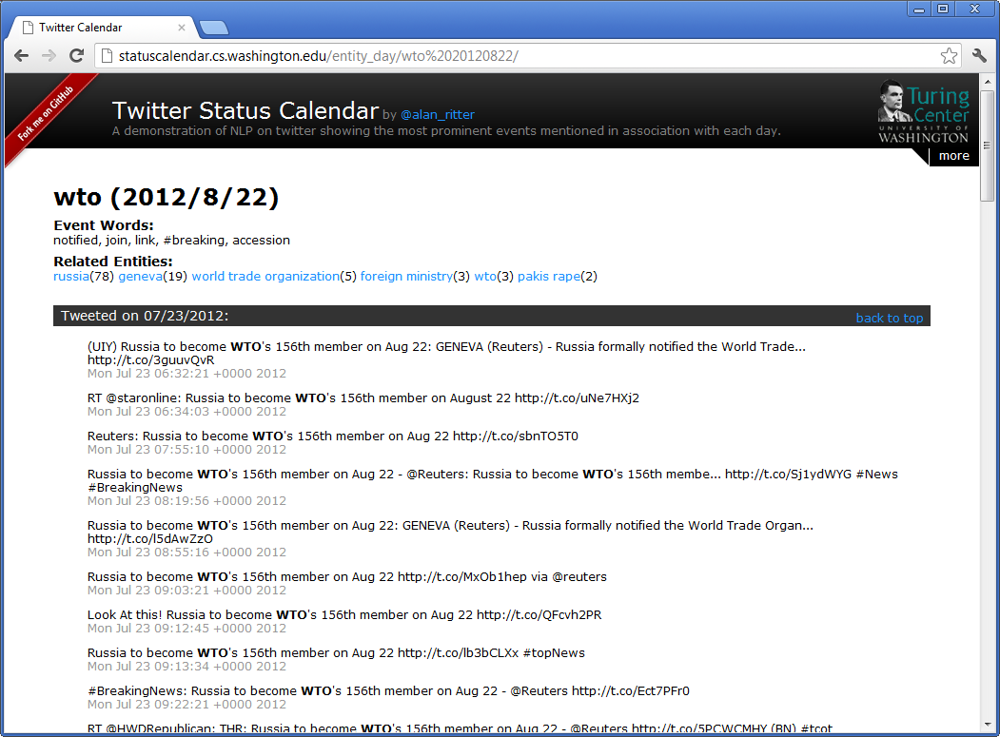 Twitter Calendar
statuscalendar.cs.washington.edu/entity_day/wto%2020120822/
Fork me on GitHub
Twitter Status Calendar by @alan_ritter
A demonstration of NLP on twitter showing the most prominent events mentioned in association with each day.
Turing
Center
UNIVERSITY OF
WASHINGTON
more
wto (2012/8/22)
Event Words:
notified, join, link, #breaking, accession
Related Entities:
russia(78) geneva(19) world trade organization(5) foreign ministry(3) wto(3) pakis rape(2)
Tweeted on 07/23/2012:
back to top
(UIY) Russia to become WTO's 156th member on Aug 22: GENEVA (Reuters) - Russia formally notified the World Trade...
http://t.co/3guuvQvR
Mon Jul 23 06:32:21 +0000 2012
RT @staronline: Russia to become WTO's 156th member on August 22 http://t.co/uNe7HXj2
Mon Jul 23 06:34:03 +0000 2012
Reuters: Russia to become WTO's 156th member on Aug 22 http://t.co/sbnTO5T0
Mon Jul 23 07:55:10 +0000 2012
Russia to become WTO's 156th member on Aug 22 - @Reuters: Russia to become WTO's 156th membe... http://t.co/Sj1ydWYG #News
#BreakingNews
Mon Jul 23 08:19:56 +0000 2012
Russia to become WTO's 156th member on Aug 22: GENEVA (Reuters) - Russia formally notified the World Trade Organ...
http://t.co/l5dAwZzO
Mon Jul 23 08:55:16 +0000 2012
Russia to become WTO's 156th member on Aug 22 http://t.co/MxOb1hep via @reuters
Mon Jul 23 09:03:21 +0000 2012
Look At this! Russia to become WTO's 156th member on Aug 22 http://t.co/QFcvh2PR
Mon Jul 23 09:12:45 +0000 2012
Russia to become WTO's 156th member on Aug 22 http://t.co/lb3bCLXx #topNews
Mon Jul 23 09:13:34 +0000 2012
#BreakingNews: Russia to become WTO's 156th member on Aug 22 - @Reuters http://t.co/Ect7PFr0
Mon Jul 23 09:22:21 +0000 2012
RT @HWDRepublican: THR: Russia to become WTO's 156th member on Aug 22 - @Reuters http://t.co/5PCWCMHY (BN) #tcot